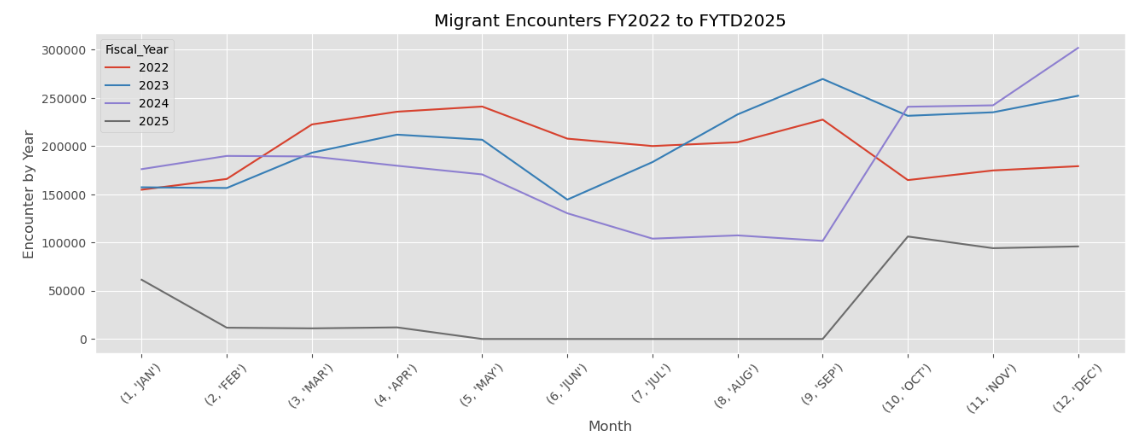 Migrant Encounters FY2022 to FYTD2025
Fiscal_Year
2022
2023
2024
2025
Encounter by Year
300000
250000
200000
150000
100000
50000
0
(1, 'JAN')
(2, 'FEB')
(3, 'MAR')
(4, 'APR')
(5, 'MAY')
(6, 'JUN')
(7, 'JUL')
(8, 'AUG')
(9, 'SEP')
(10, 'OCT')
(11, 'NOV')
(12, 'DEC')
Month